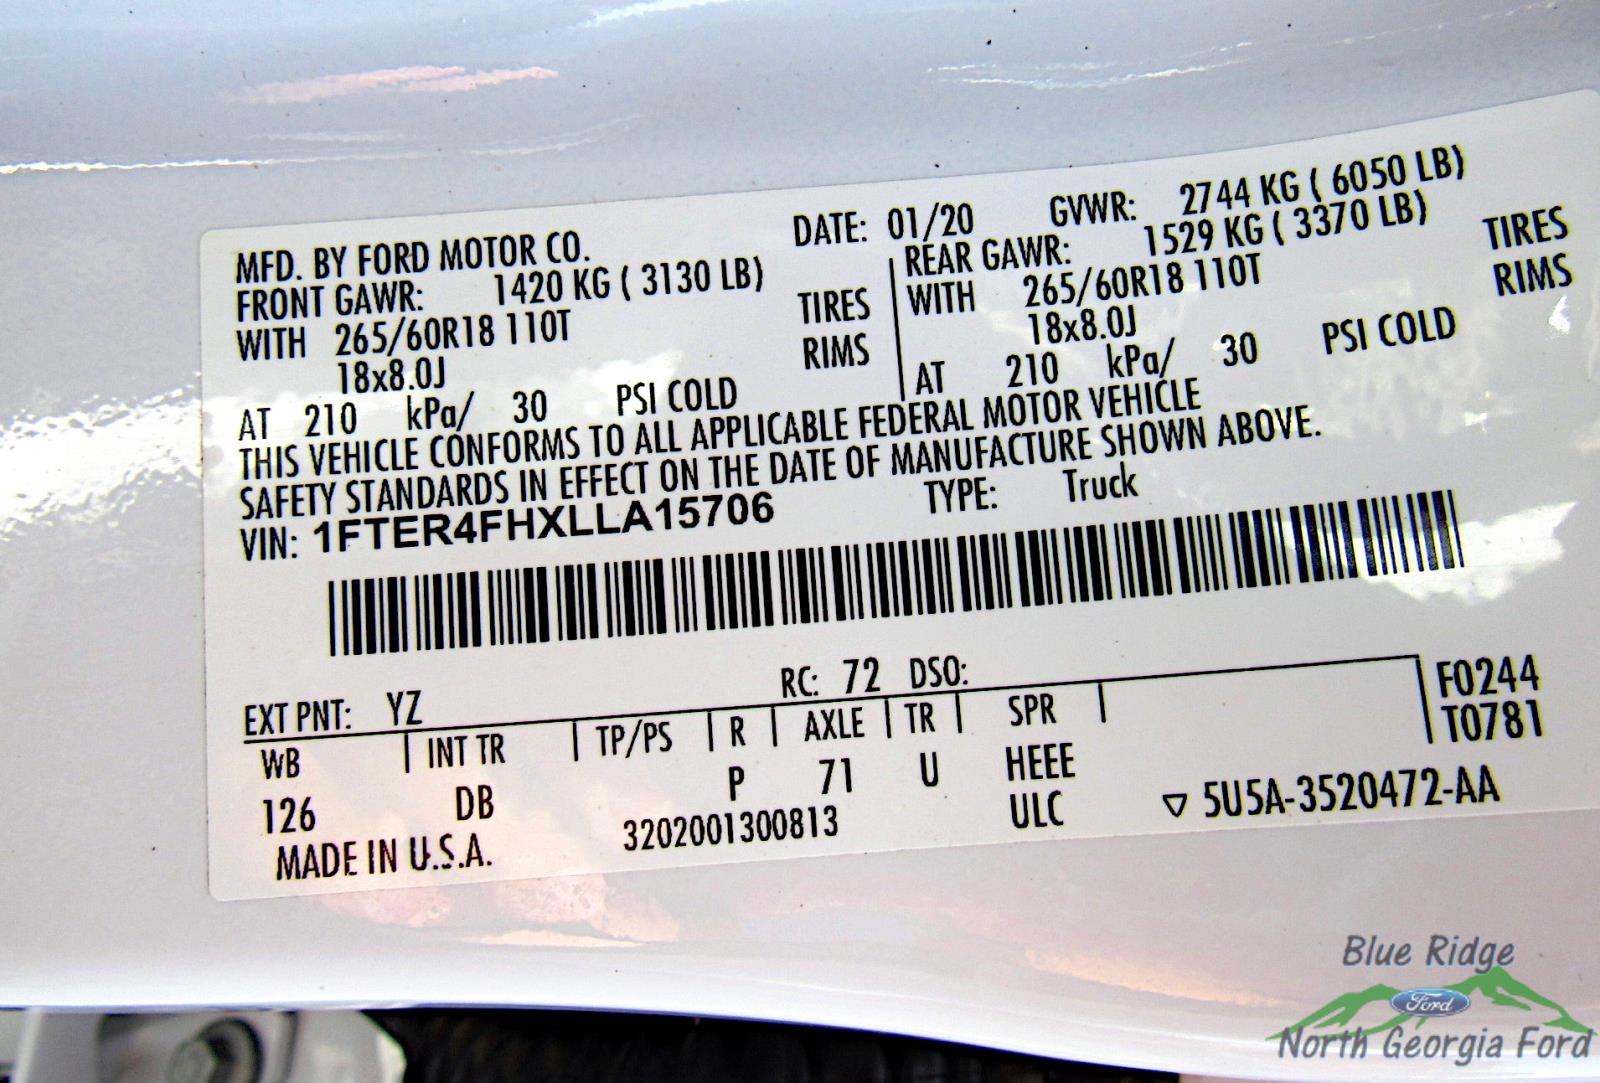 MFD. BY FORD MOTOR CO. DATE: 01/20 GVWR: 2744 KG ( 6050 LB)
FRONT GAWR: 1420 KG ( 3130 LB) REAR GAWR: 1529 KG ( 3370 LB)
WITH 265/60R18 110T TIRES WITH 265/60R18 110T TIRES
18x8.0J RIMS 18x8.0J RIMS
AT 210 kPa/ 30 PSI COLD AT 210 kPa/ 30 PSI COLD
THIS VEHICLE CONFORMS TO ALL APPLICABLE FEDERAL MOTOR VEHICLE
SAFETY STANDARDS IN EFFECT ON THE DATE OF MANUFACTURE SHOWN ABOVE.
VIN: 1FTER4FHXLLA15706 TYPE: Truck
EXT PNT: YZ RC: 72 DSO: F0244
WB INT TR TP/PS R AXLE TR SPR T0781
126 DB P 71 U HEEE
MADE IN U.S.A. 3202001300813 ULC ▽ 5U5A-3520472-AA
Blue Ridge
Ford
North Georgia Ford